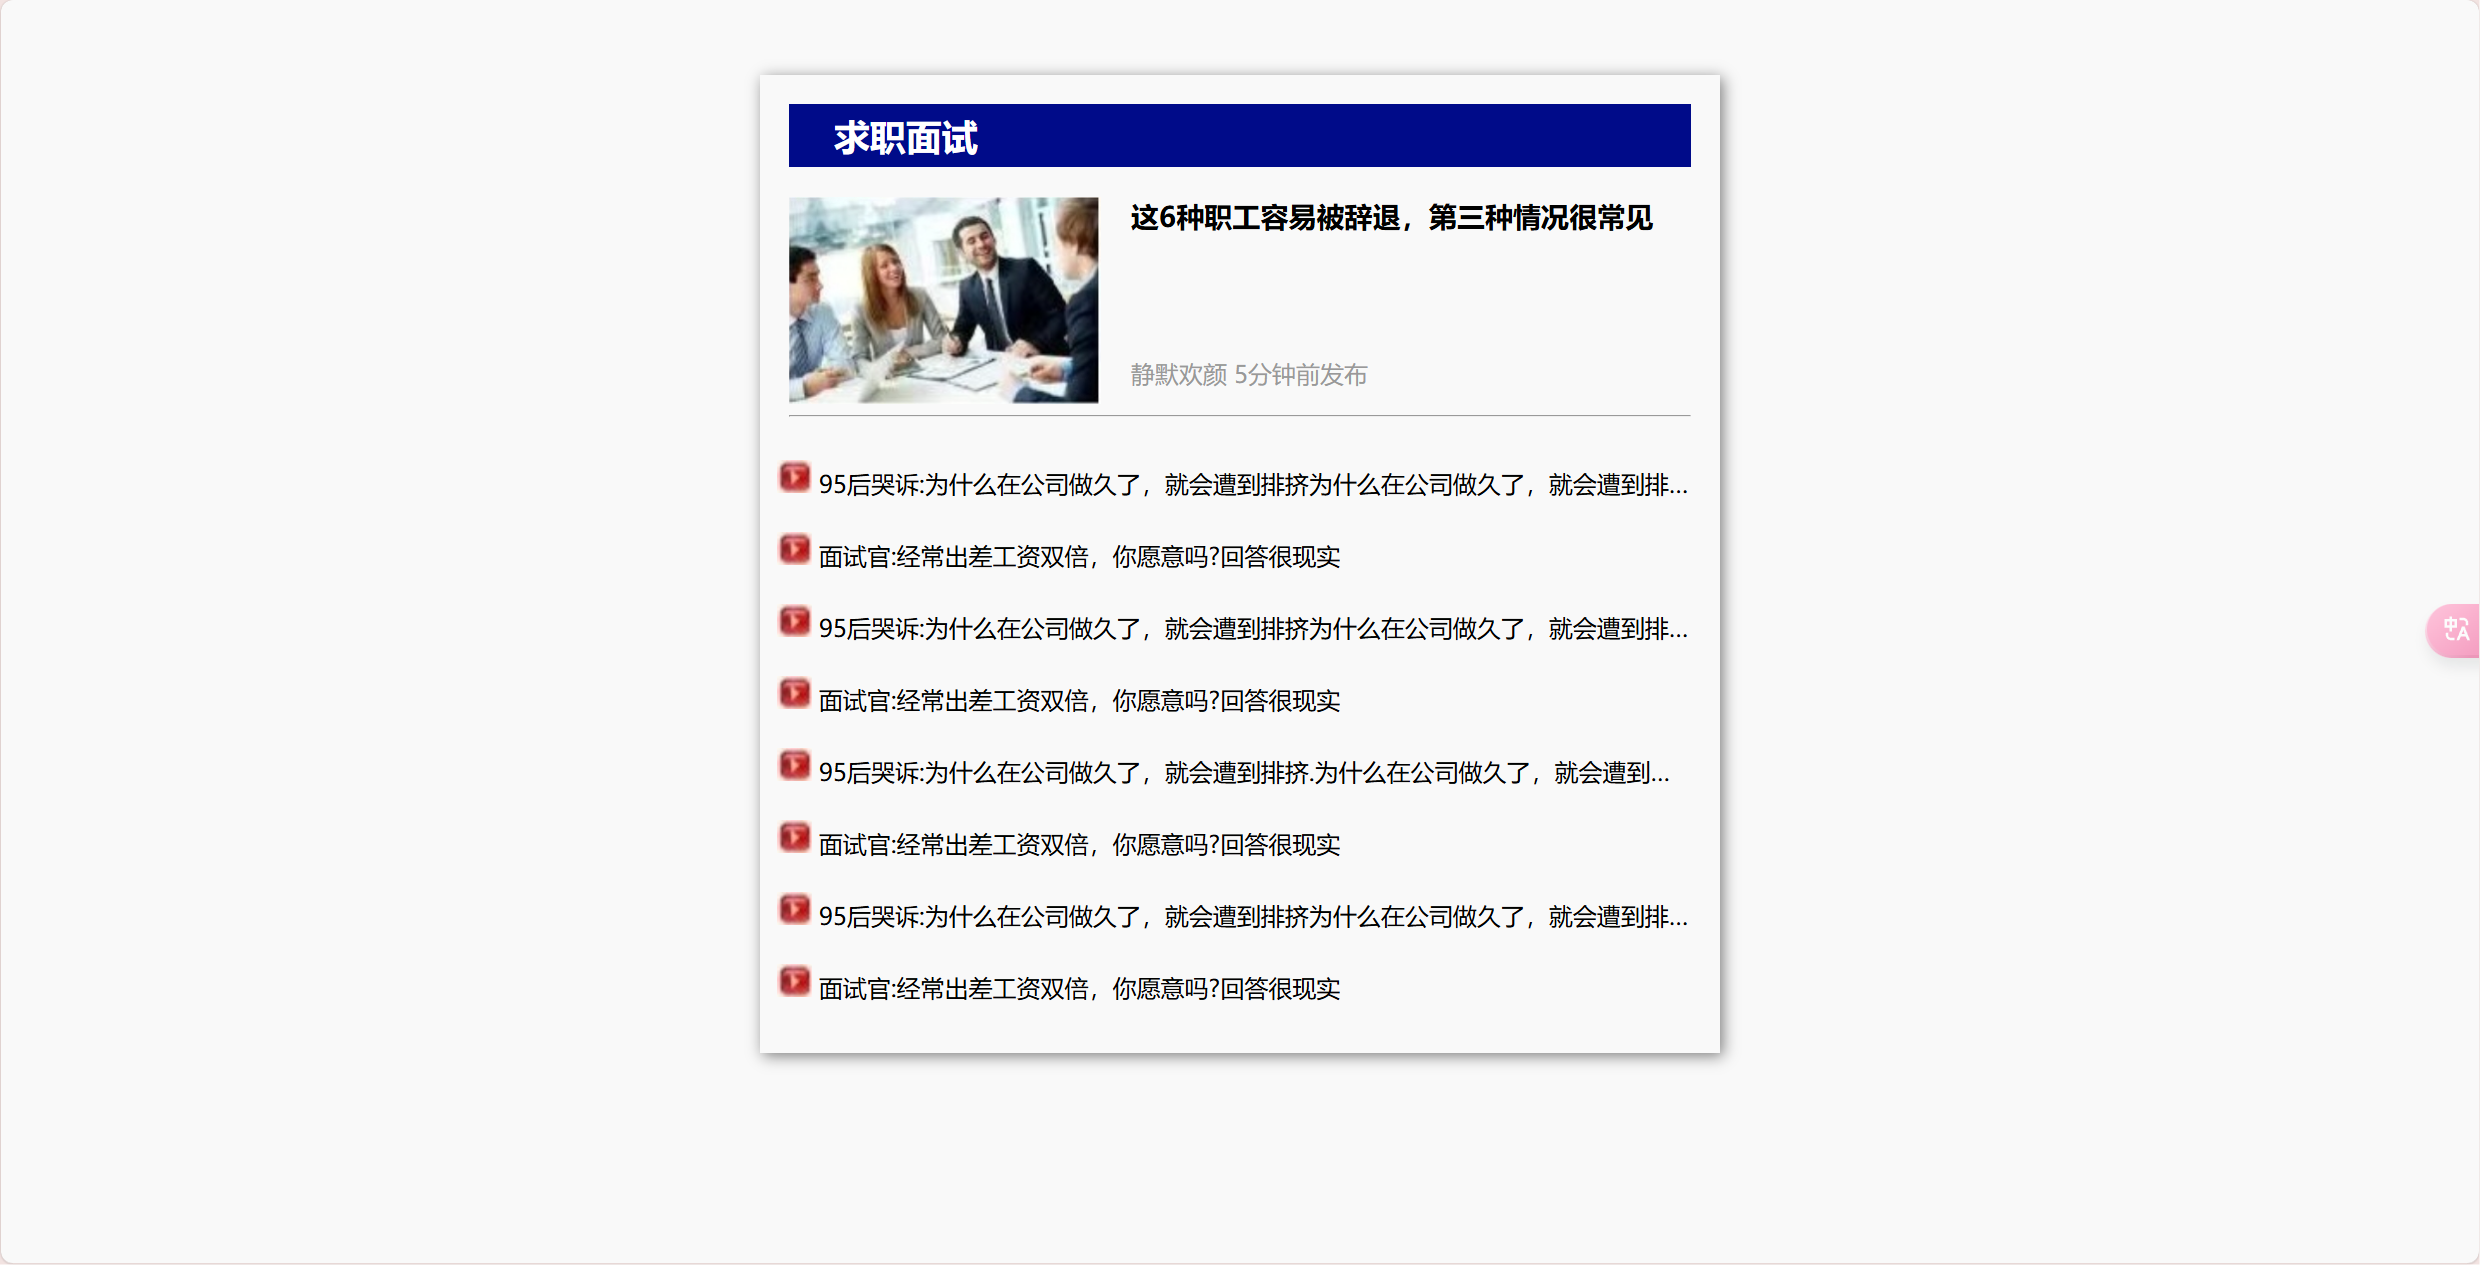 求职面试
这6种职工容易被辞退，第三种情况很常见
静默欢颜 5分钟前发布
95后哭诉:为什么在公司做久了，就会遭到排挤为什么在公司做久了，就会遭到排...
面试官:经常出差工资双倍，你愿意吗?回答很现实
95后哭诉:为什么在公司做久了，就会遭到排挤为什么在公司做久了，就会遭到排...
面试官:经常出差工资双倍，你愿意吗?回答很现实
95后哭诉:为什么在公司做久了，就会遭到排挤.为什么在公司做久了，就会遭到...
面试官:经常出差工资双倍，你愿意吗?回答很现实
95后哭诉:为什么在公司做久了，就会遭到排挤为什么在公司做久了，就会遭到排...
面试官:经常出差工资双倍，你愿意吗?回答很现实
中A